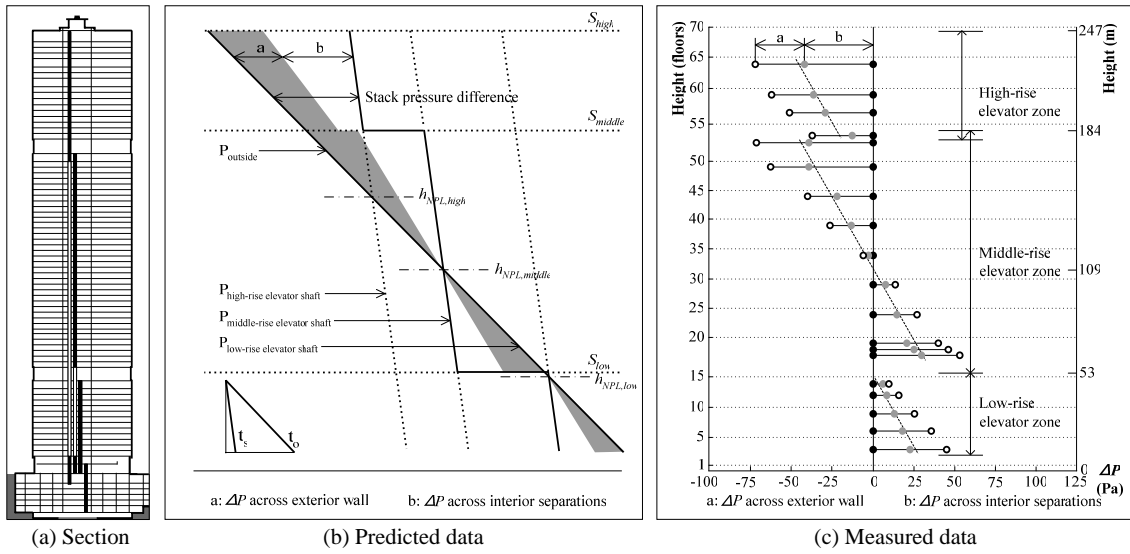 a
b
S_high
Stack pressure difference
S_middle
P_outside
h_NPL,high
h_NPL,middle
P_high-rise elevator shaft
P_middle-rise elevator shaft
P_low-rise elevator shaft
S_low
h_NPL,low
t_s
t_o
a: ΔP across exterior wall
b: ΔP across interior separations
Height (floors)
70
65
60
55
50
45
40
35
30
25
20
15
10
5
1
a
b
High-rise
elevator zone
Middle-rise
elevator zone
Low-rise
elevator zone
Height (m)
247
184
109
53
0
-100
-75
-50
-25
0
25
50
75
100
125
ΔP
(Pa)
a: ΔP across exterior wall
b: ΔP across interior separations
(a) Section
(b) Predicted data
(c) Measured data